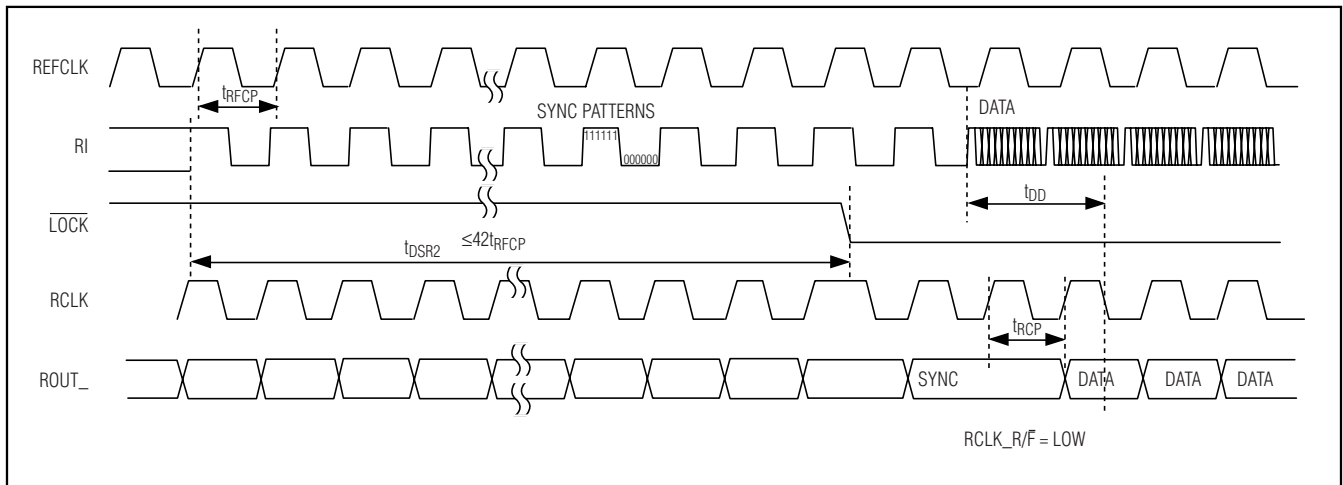 REFCLK
tRFCP
SYNC PATTERNS
DATA
RI
111111
000000
LOCK
tDD
tDSR2
≤42tRFCP
RCLK
tRCP
ROUT_
SYNC
DATA
DATA
DATA
RCLK_R/F̅ = LOW